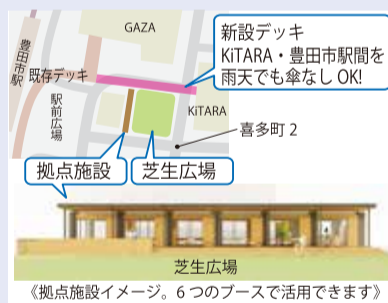 GAZA
豊田市駅
既存デッキ
駅前広場
新設デッキ
KiTARA・豊田市駅間を
雨天でも傘なし OK!
KiTARA
喜多町 2
拠点施設
芝生広場
芝生広場
《拠点施設イメージ。6 つのブースで活用できます》